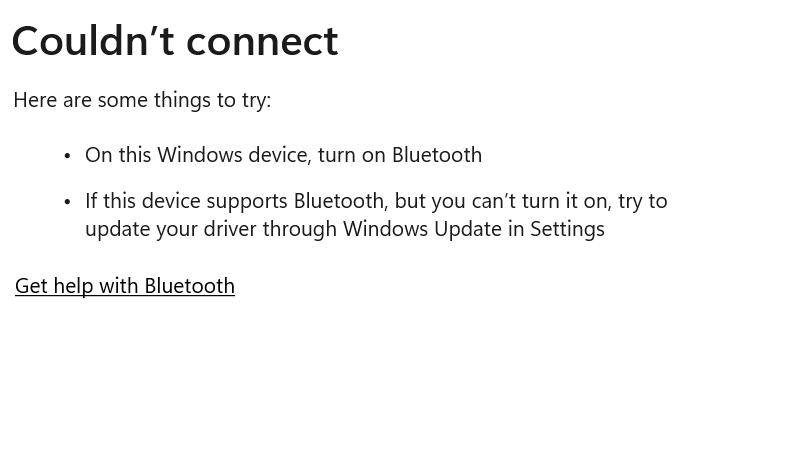 Couldn’t connect
Here are some things to try:
• On this Windows device, turn on Bluetooth
• If this device supports Bluetooth, but you can’t turn it on, try to
update your driver through Windows Update in Settings
Get help with Bluetooth